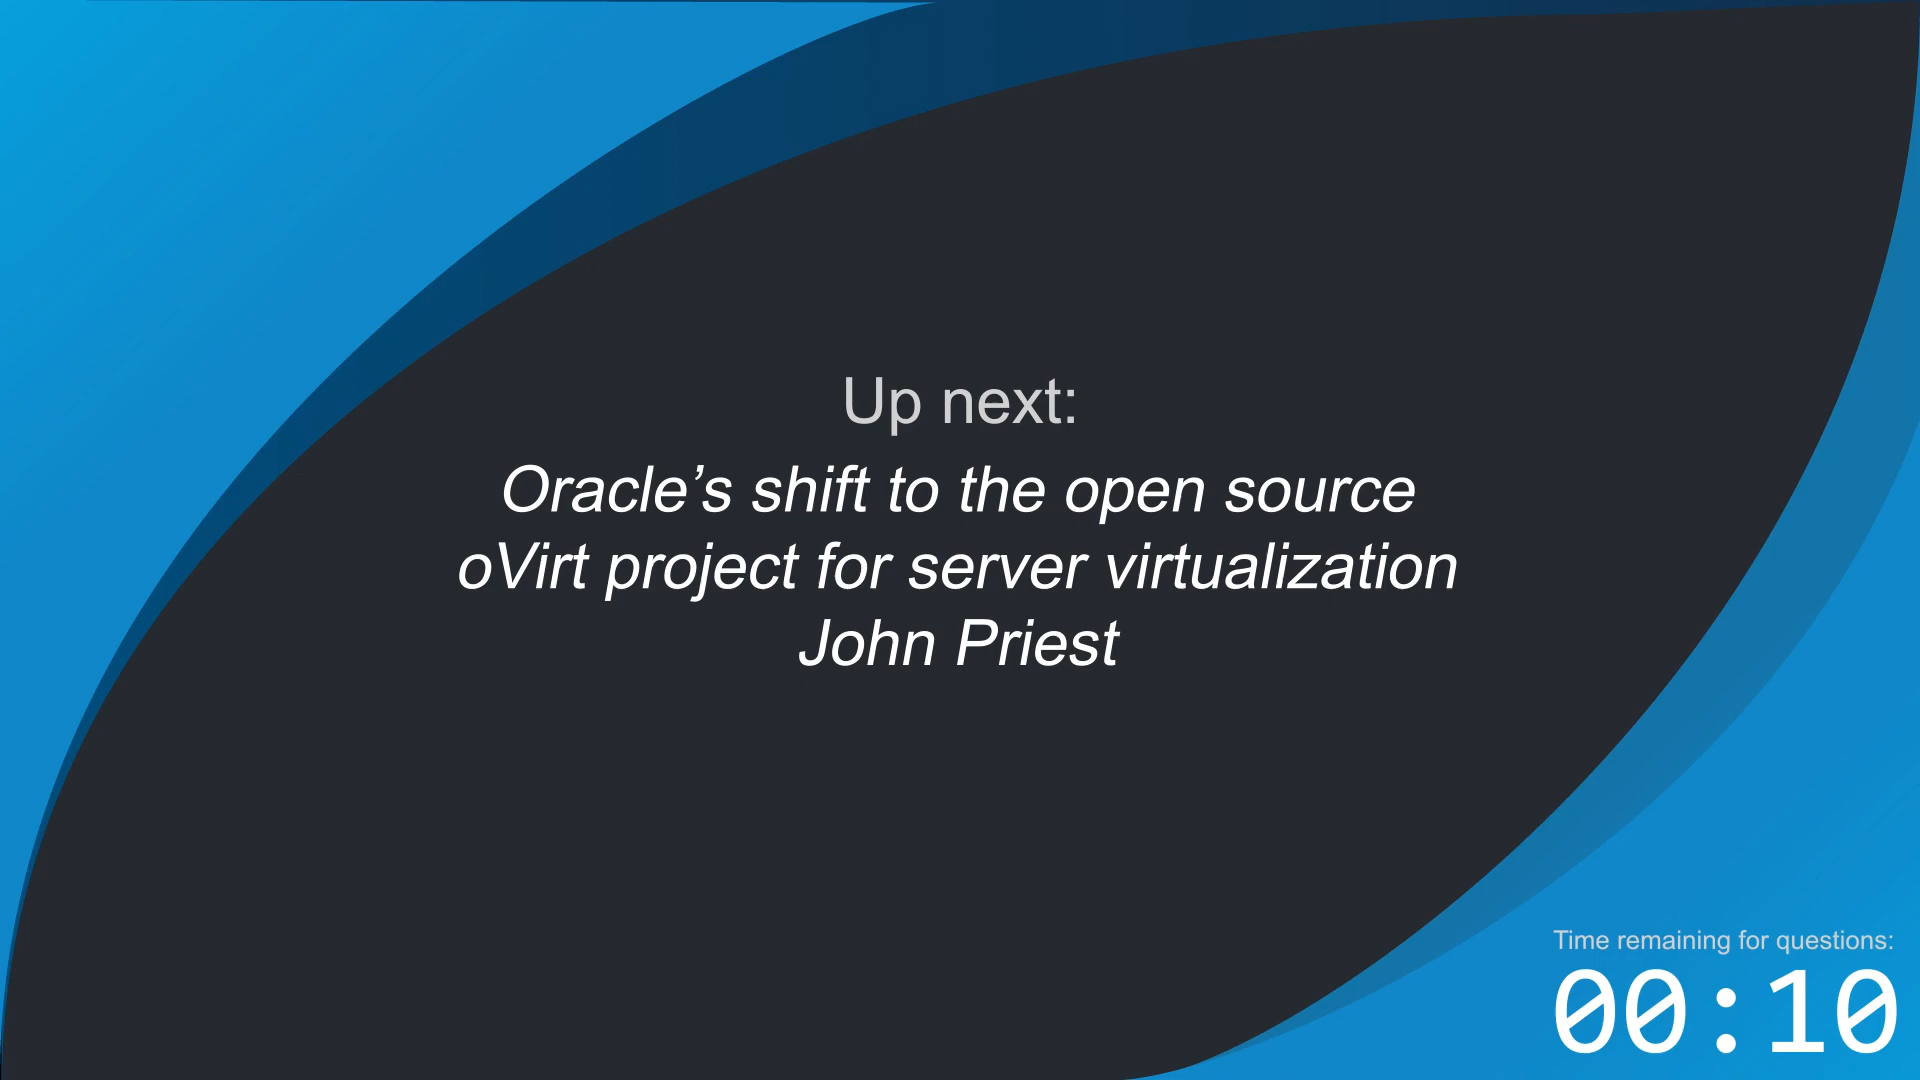 Up next:
Oracle’s shift to the open source
oVirt project for server virtualization
John Priest
Time remaining for questions:
00:10